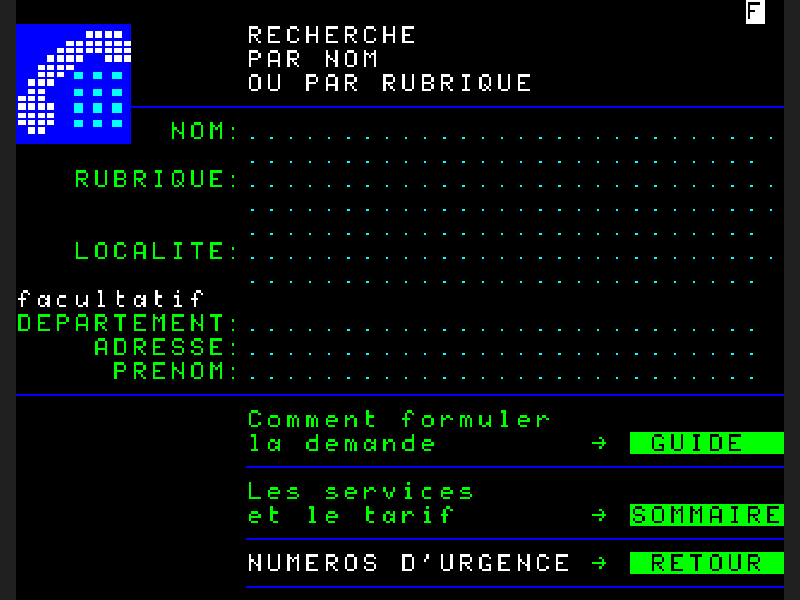 F
RECHERCHE
PAR NOM
OU PAR RUBRIQUE
NOM:
RUBRIQUE:
LOCALITE:
facultatif
DEPARTEMENT:
ADRESSE:
PRENOM:
Comment formuler
la demande → GUIDE
Les services
et le tarif → SOMMAIRE
NUMEROS D'URGENCE → RETOUR